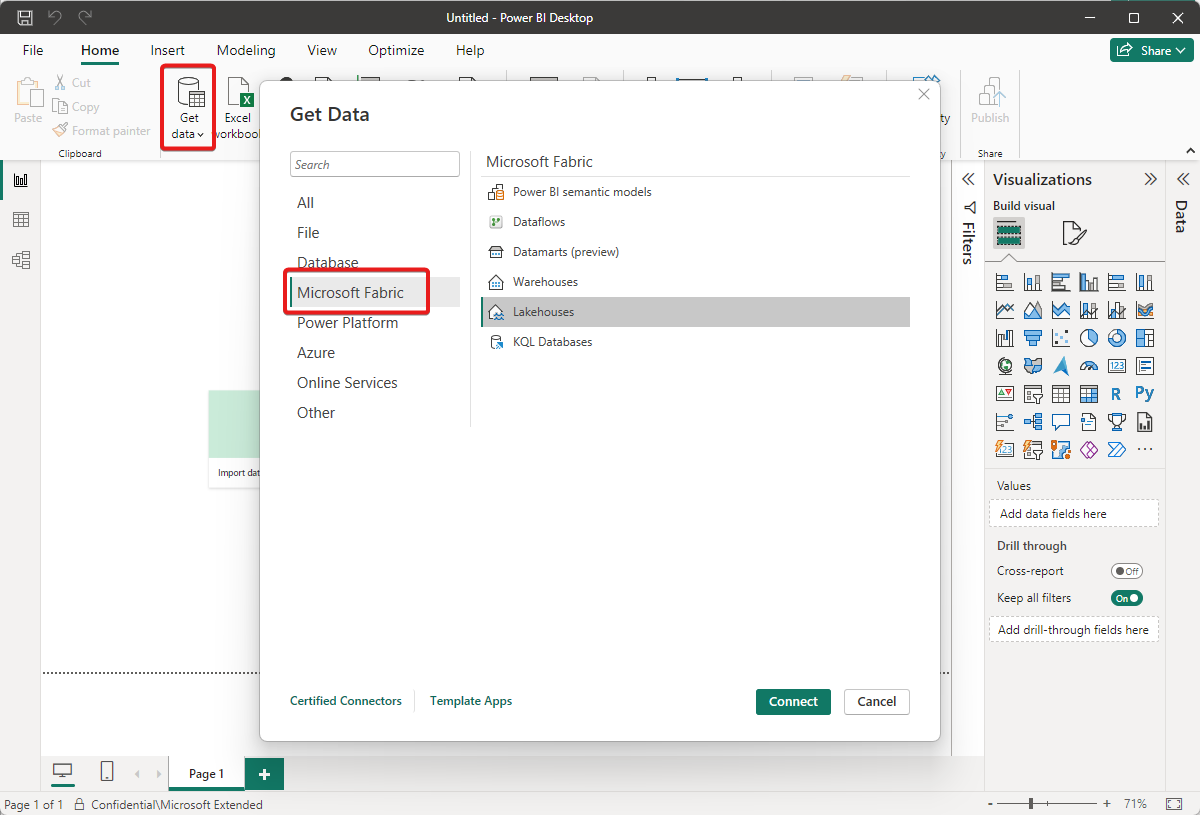 Untitled - Power BI Desktop
File
Home
Insert
Modeling
View
Optimize
Help
Share
Paste
Cut
Copy
Format painter
Clipboard
Get
data
Excel
workbook
ty
Publish
Share
Get Data
Search
All
File
Database
Microsoft Fabric
Power Platform
Azure
Online Services
Other
Microsoft Fabric
Power BI semantic models
Dataflows
Datamarts (preview)
Warehouses
Lakehouses
KQL Databases
Certified Connectors
Template Apps
Connect
Cancel
Import dat
Filters
Visualizations
Build visual
123
R
Py
123
Values
Add data fields here
Drill through
Cross-report
Off
Keep all filters
On
Add drill-through fields here
Data
Page 1
+
Page 1 of 1
Confidential\Microsoft Extended
- + 71%